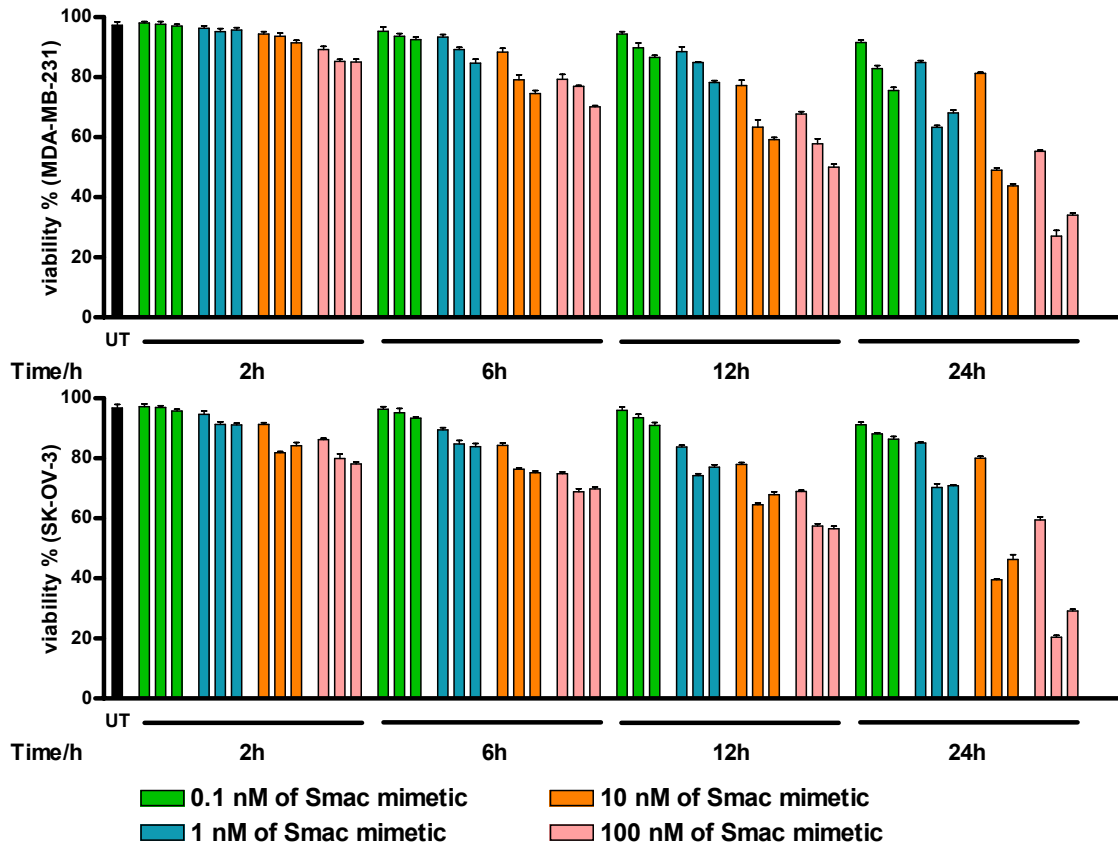 viability % (MDA-MB-231)
100
80
60
40
20
0
UT
Time/h 2h 6h 12h 24h
viability % (SK-OV-3)
100
80
60
40
20
0
UT
Time/h 2h 6h 12h 24h
0.1 nM of Smac mimetic 10 nM of Smac mimetic
1 nM of Smac mimetic 100 nM of Smac mimetic